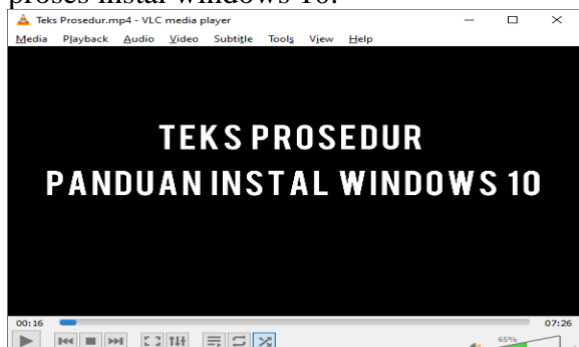 proses instal windows 10.
Teks Prosedur.mp4 - VLC media player
Media Playback Audio Video Subtitle Tools View Help
TEKS PROSEDUR
PANDUAN INSTAL WINDOWS 10
00:16 07:26
65%